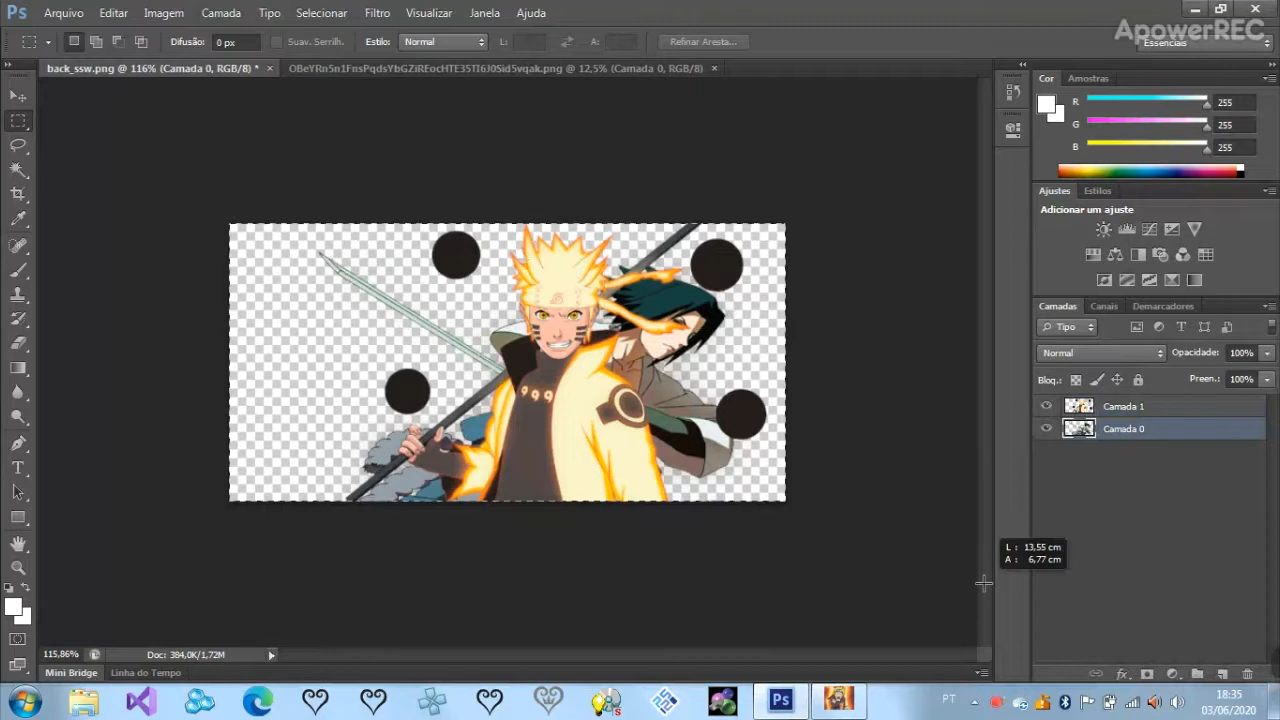 Ps Arquivo Editar Imagem Camada Tipo Selecionar Filtro Visualizar Janela Ajuda
ApowerREC
Difusão: 0 px Suav. Serrilh. Estilo: Normal L: A: Refinar Aresta... Essenciais
back_ssw.png @ 116% (Camada 0, RGB/8) * × OBeYRn5n1FnsPqdsYbGZiREocHTE35TI6J0Sid5vqak.png @ 12,5% (Camada 0, RGB/8) ×
Cor Amostras
R 255
G 255
B 255
Ajustes Estilos
Adicionar um ajuste
Camadas Canais Demarcadores
Tipo
Normal Opacidade: 100%
Bloq.: Preen.: 100%
Camada 1
Camada 0
L : 13,55 cm
A : 6,77 cm
115,86% Doc: 384,0K/1,72M
Mini Bridge Linha do Tempo
PT 18:35
03/06/2020